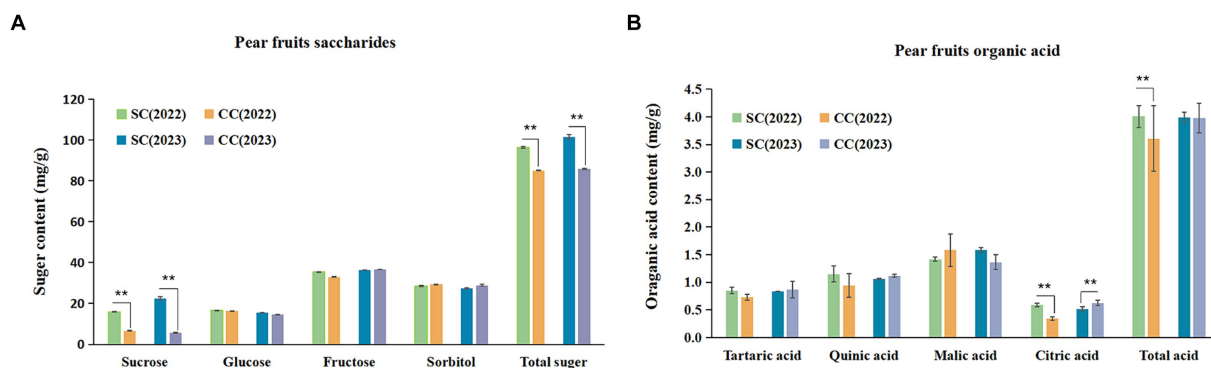 A
Pear fruits saccharides
Suger content (mg/g)
120
100
80
60
40
20
0
SC(2022) CC(2022)
SC(2023) CC(2023)
** ** ** **
Sucrose Glucose Fructose Sorbitol Total suger
B
Pear fruits organic acid
Oraganic acid content (mg/g)
4.5
4.0
3.5
3.0
2.5
2.0
1.5
1.0
0.5
0.0
SC(2022) CC(2022)
SC(2023) CC(2023)
** ** **
Tartaric acid Quinic acid Malic acid Citric acid Total acid